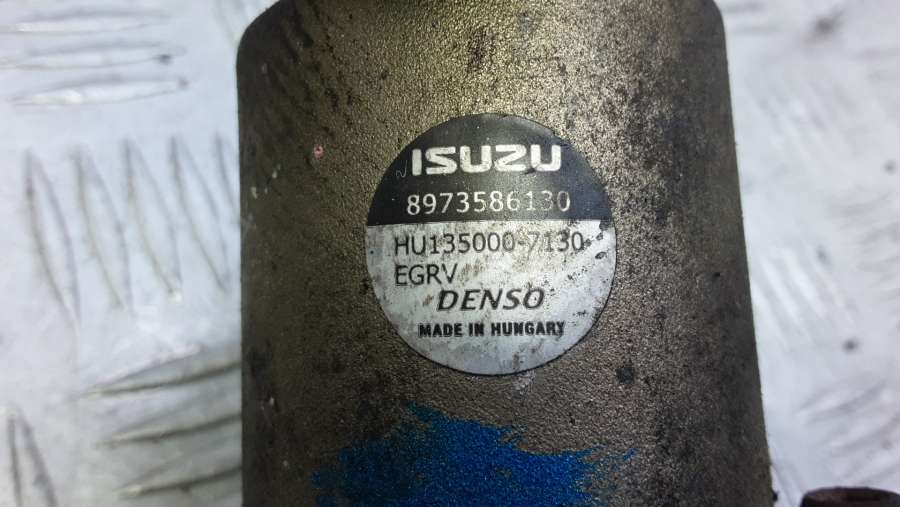 ISUZU
8973586130
HU135000-7130
EGRV
DENSO
MADE IN HUNGARY